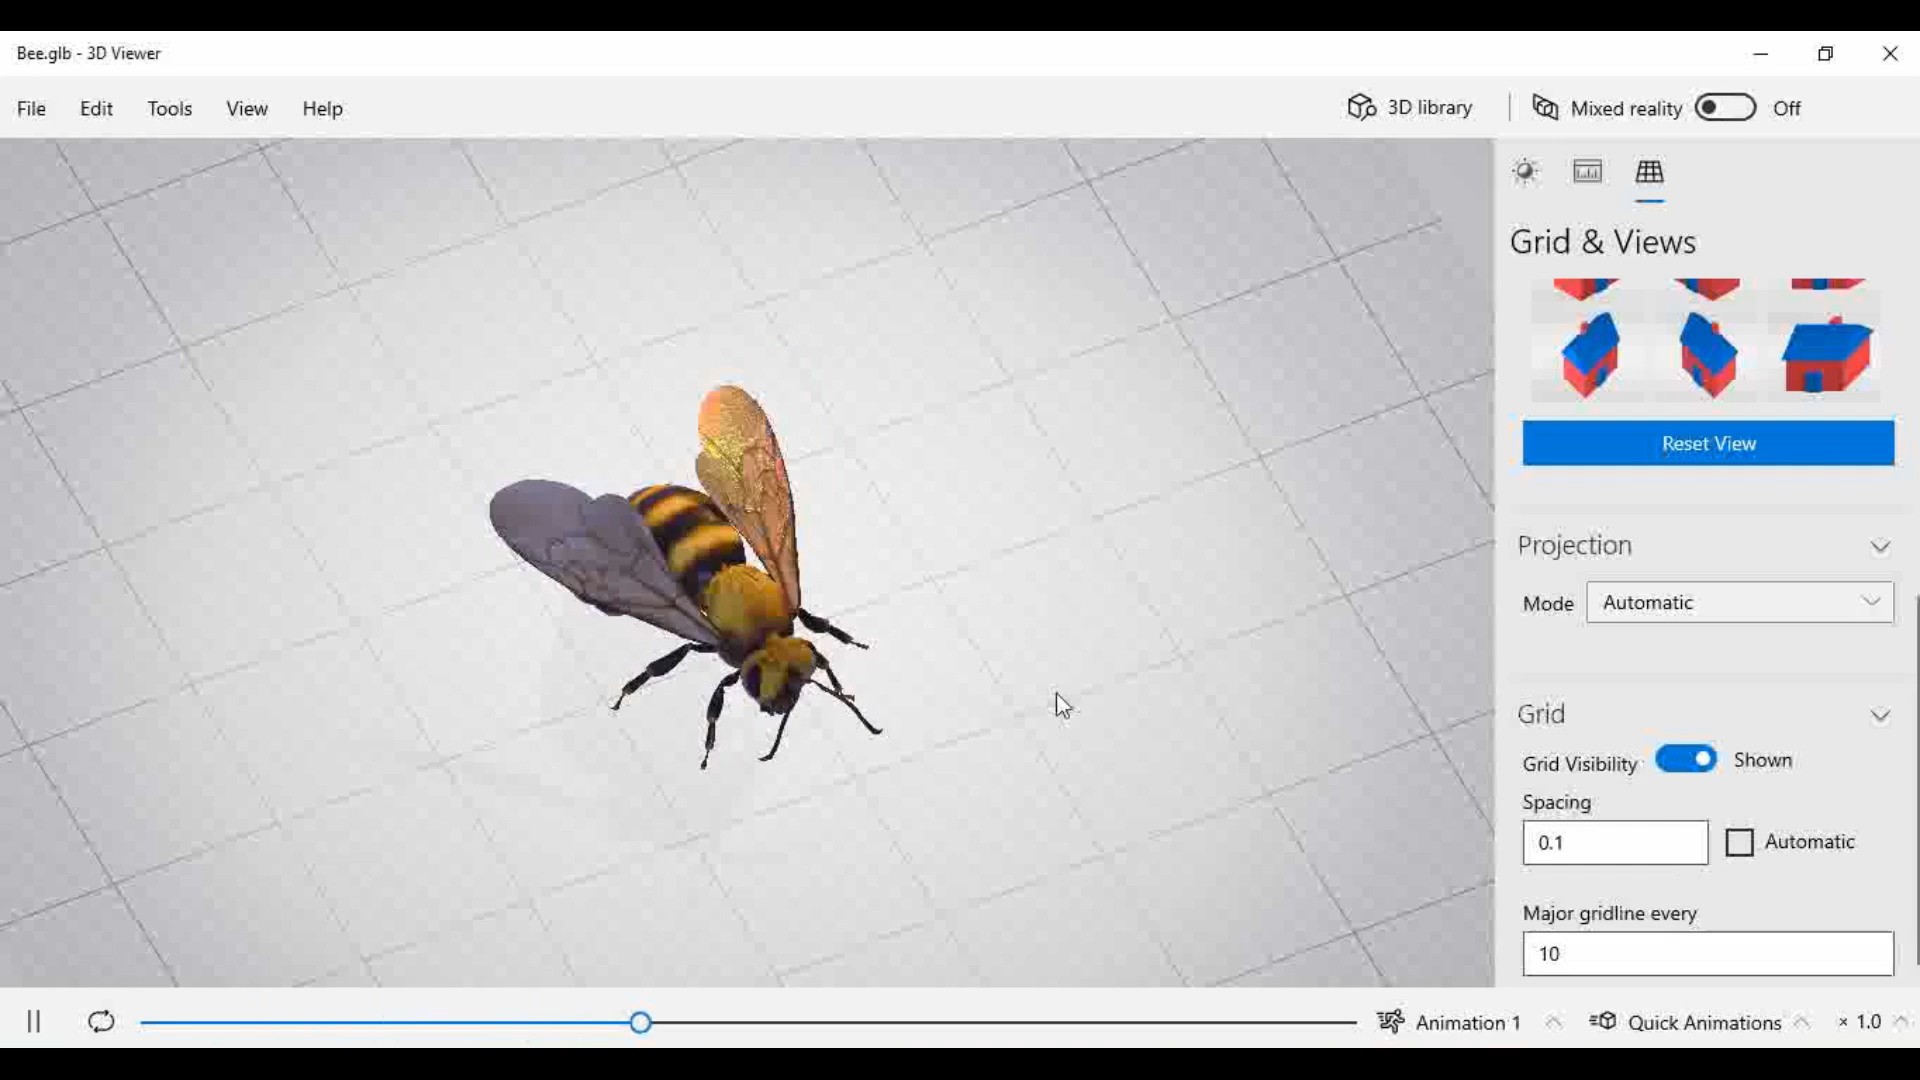 Bee.glb - 3D Viewer
File Edit Tools View Help 3D library Mixed reality Off
Grid & Views
Reset View
Projection
Mode Automatic
Grid
Grid Visibility Shown
Spacing
0.1 Automatic
Major gridline every
10
Animation 1 Quick Animations × 1.0